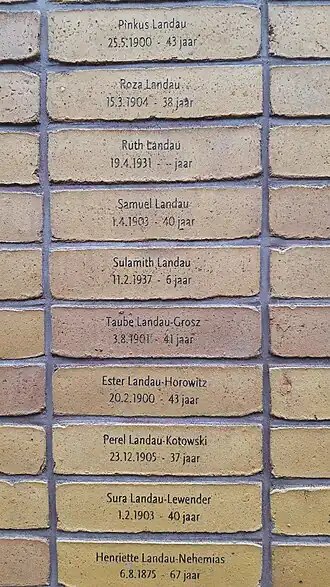 Pinkus Landau
25.5.1900 - 43 jaar
Roza Landau
15.3.1904 - 38 jaar
Ruth Landau
19.4.1931 - -- jaar
Samuel Landau
1.4.1903 - 40 jaar
Sulamith Landau
11.2.1937 - 6 jaar
Taube Landau-Grosz
3.8.1901 - 41 jaar
Ester Landau-Horowitz
20.2.1900 - 43 jaar
Perel Landau-Kotowski
23.12.1905 - 37 jaar
Sura Landau-Lewender
1.2.1903 - 40 jaar
Henriette Landau-Nehemias
6.8.1875 - 67 jaar